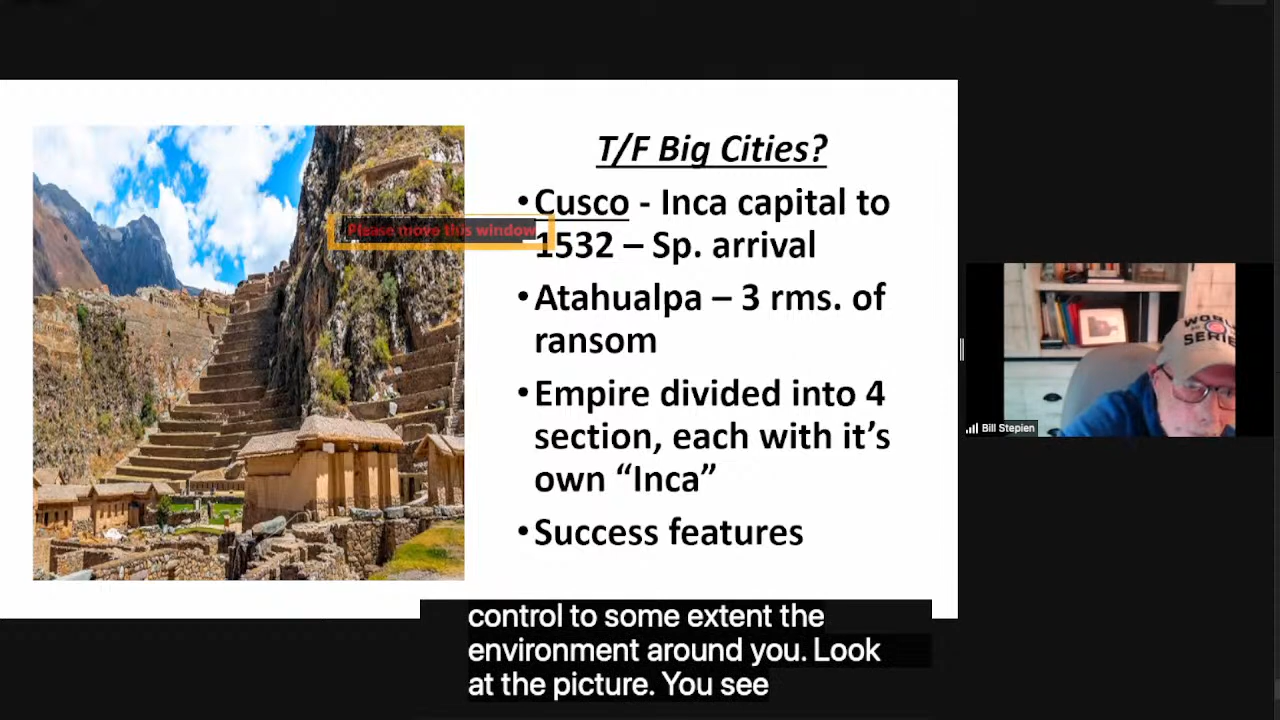 T/F Big Cities?
•Cusco - Inca capital to
1532 – Sp. arrival
•Atahualpa – 3 rms. of
ransom
•Empire divided into 4
section, each with it’s
own “Inca”
•Success features
Please move this window
WORLD
SERIES
Bill Stepien
control to some extent the
environment around you. Look
at the picture. You see